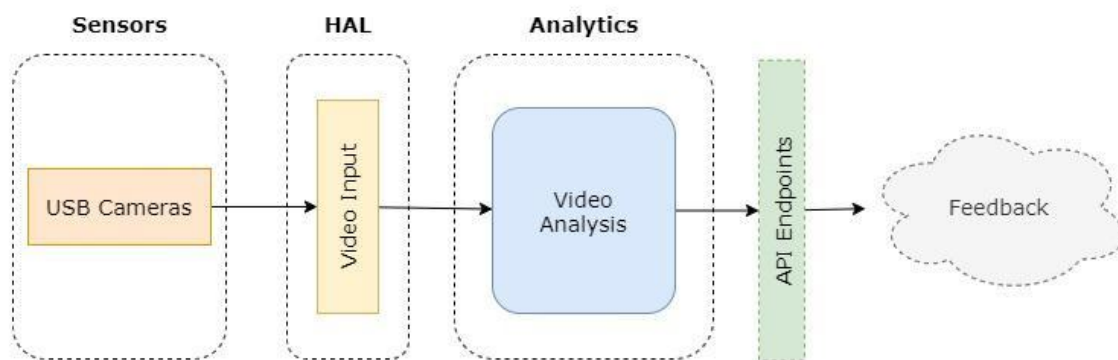 Sensors
HAL
Analytics
USB Cameras
Video Input
Video
Analysis
API Endpoints
Feedback